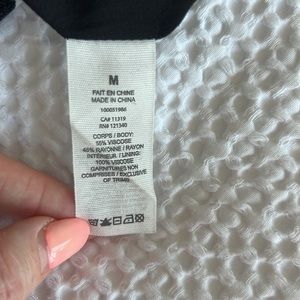 M
FAIT EN CHINE
MADE IN CHINA
100051986
CA# 11319
RN# 121340
CORPS / BODY:
55% VISCOSE
45% RAYONNE / RAYON
INTERIEUR / LINING:
100% VISCOSE
GARNITURES NON
COMPRISES / EXCLUSIVE
OF TRIMS